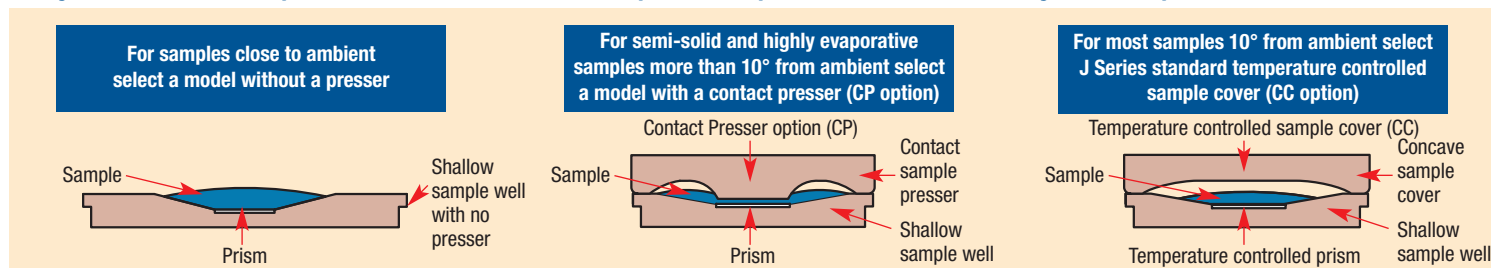 For samples close to ambient
select a model without a presser
Sample
Shallow
sample well
with no
presser
Prism
For semi-solid and highly evaporative
samples more than 10° from ambient select
a model with a contact presser (CP option)
Contact Presser option (CP)
Sample
Contact
sample
presser
Shallow
sample well
Prism
For most samples 10° from ambient select
J Series standard temperature controlled
sample cover (CC option)
Temperature controlled sample cover (CC)
Sample
Concave
sample
cover
Shallow
sample well
Temperature controlled prism